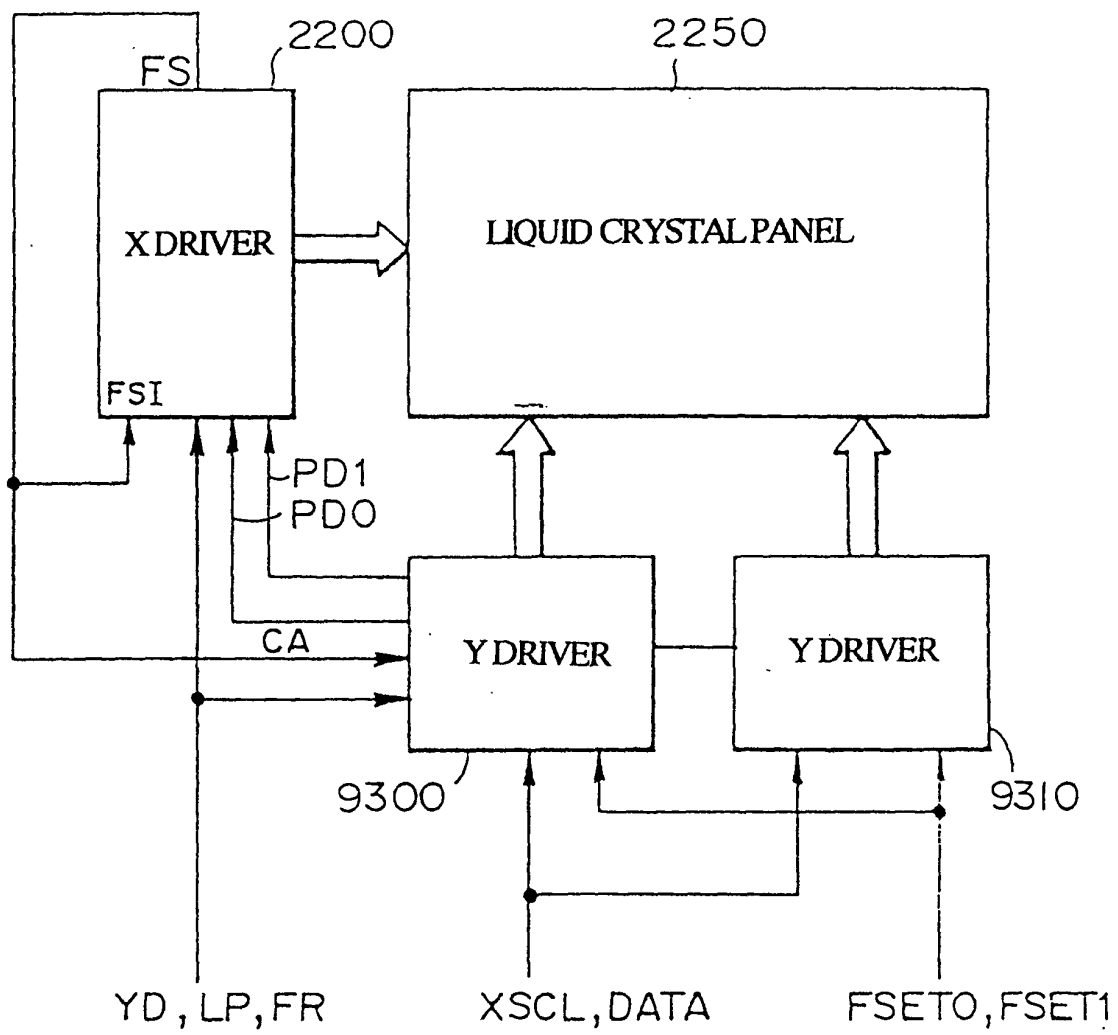 2200
2250
FS
X DRIVER
LIQUID CRYSTAL PANEL
FSI
PD1
PD0
CA
Y DRIVER
Y DRIVER
9300
9310
YD, LP, FR
XSCL, DATA
FSET0, FSET1